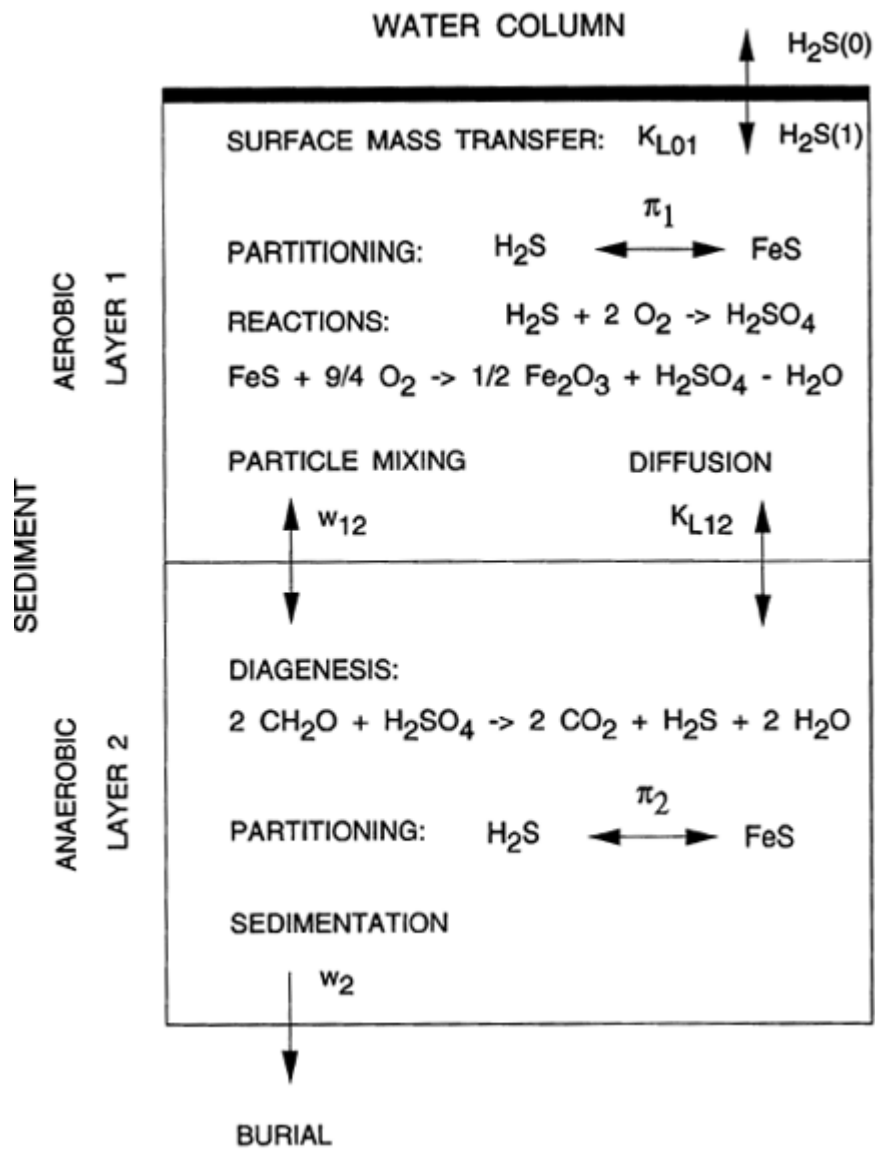 WATER COLUMN
H₂S(0)
SURFACE MASS TRANSFER: K_L01 H₂S(1)
π₁
PARTITIONING: H₂S FeS
REACTIONS: H₂S + 2 O₂ -> H₂SO₄
FeS + 9/4 O₂ -> 1/2 Fe₂O₃ + H₂SO₄ - H₂O
PARTICLE MIXING DIFFUSION
w₁₂ K_L12
AEROBIC
LAYER 1
SEDIMENT
DIAGENESIS:
2 CH₂O + H₂SO₄ -> 2 CO₂ + H₂S + 2 H₂O
π₂
PARTITIONING: H₂S FeS
SEDIMENTATION
w₂
ANAEROBIC
LAYER 2
BURIAL